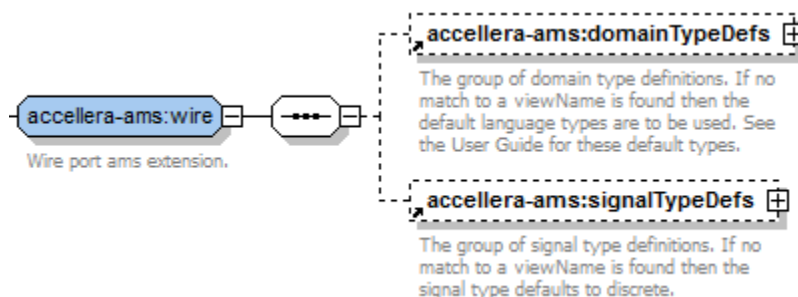 accellera-ams:domainTypeDefs
The group of domain type definitions. If no
match to a viewName is found then the
default language types are to be used. See
the User Guide for these default types.
accellera-ams:wire
Wire port ams extension.
accellera-ams:signalTypeDefs
The group of signal type definitions. If no
match to a viewName is found then the
signal type defaults to discrete.